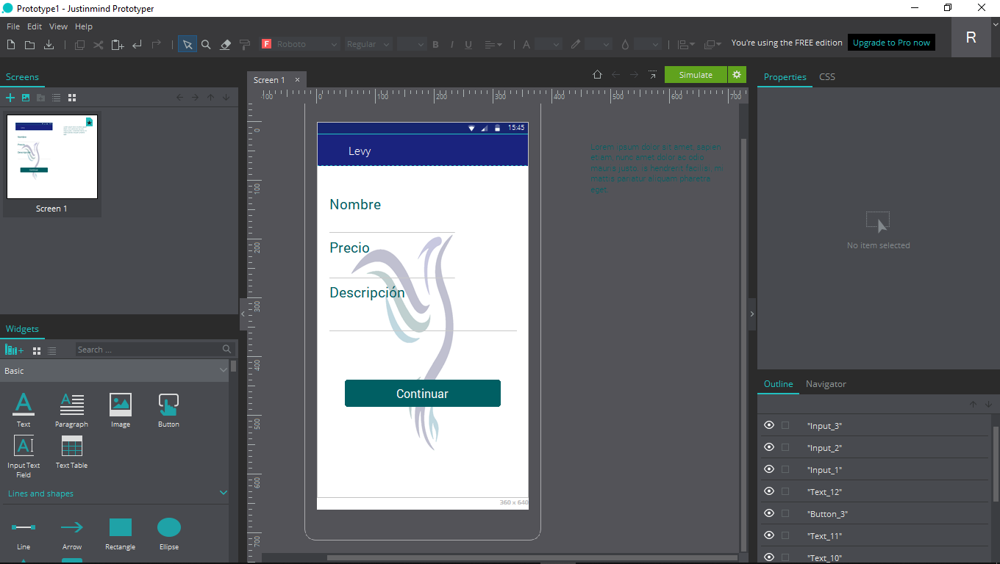 Prototype1 - Justinmind Prototyper
File Edit View Help
F Roboto Regular B I U A
You're using the FREE edition
Upgrade to Pro now
R
Screens
Screen 1 ×
Simulate
Properties CSS
-100 0 100 200 300 400 500 600 700
0
100
200
300
400
500
600
700
Screen 1
15:45
Levy
Nombre
Precio
Descripción
Continuar
360 x 640
Lorem ipsum dolor sit amet, sapien
etiam, nunc amet dolor ac odio
mauris justo,
mattis pariatur aliquam pharetra
eget.
No item selected
Widgets
Search ...
Basic
Text Paragraph Image Button
Input Text Field Text Table
Lines and shapes
Line Arrow Rectangle Ellipse
Outline Navigator
"Input_3"
"Input_2"
"Input_1"
"Text_12"
"Button_3"
"Text_11"
"Text_10"